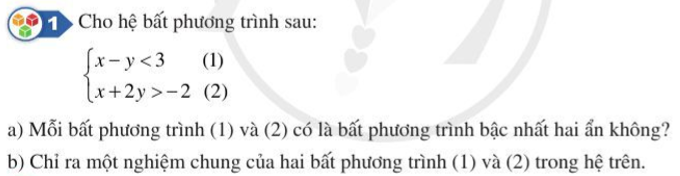 1 Cho hệ bất phương trình sau:
{x − y < 3 (1)
x + 2y > −2 (2)
a) Mỗi bất phương trình (1) và (2) có là bất phương trình bậc nhất hai ẩn không?
b) Chỉ ra một nghiệm chung của hai bất phương trình (1) và (2) trong hệ trên.